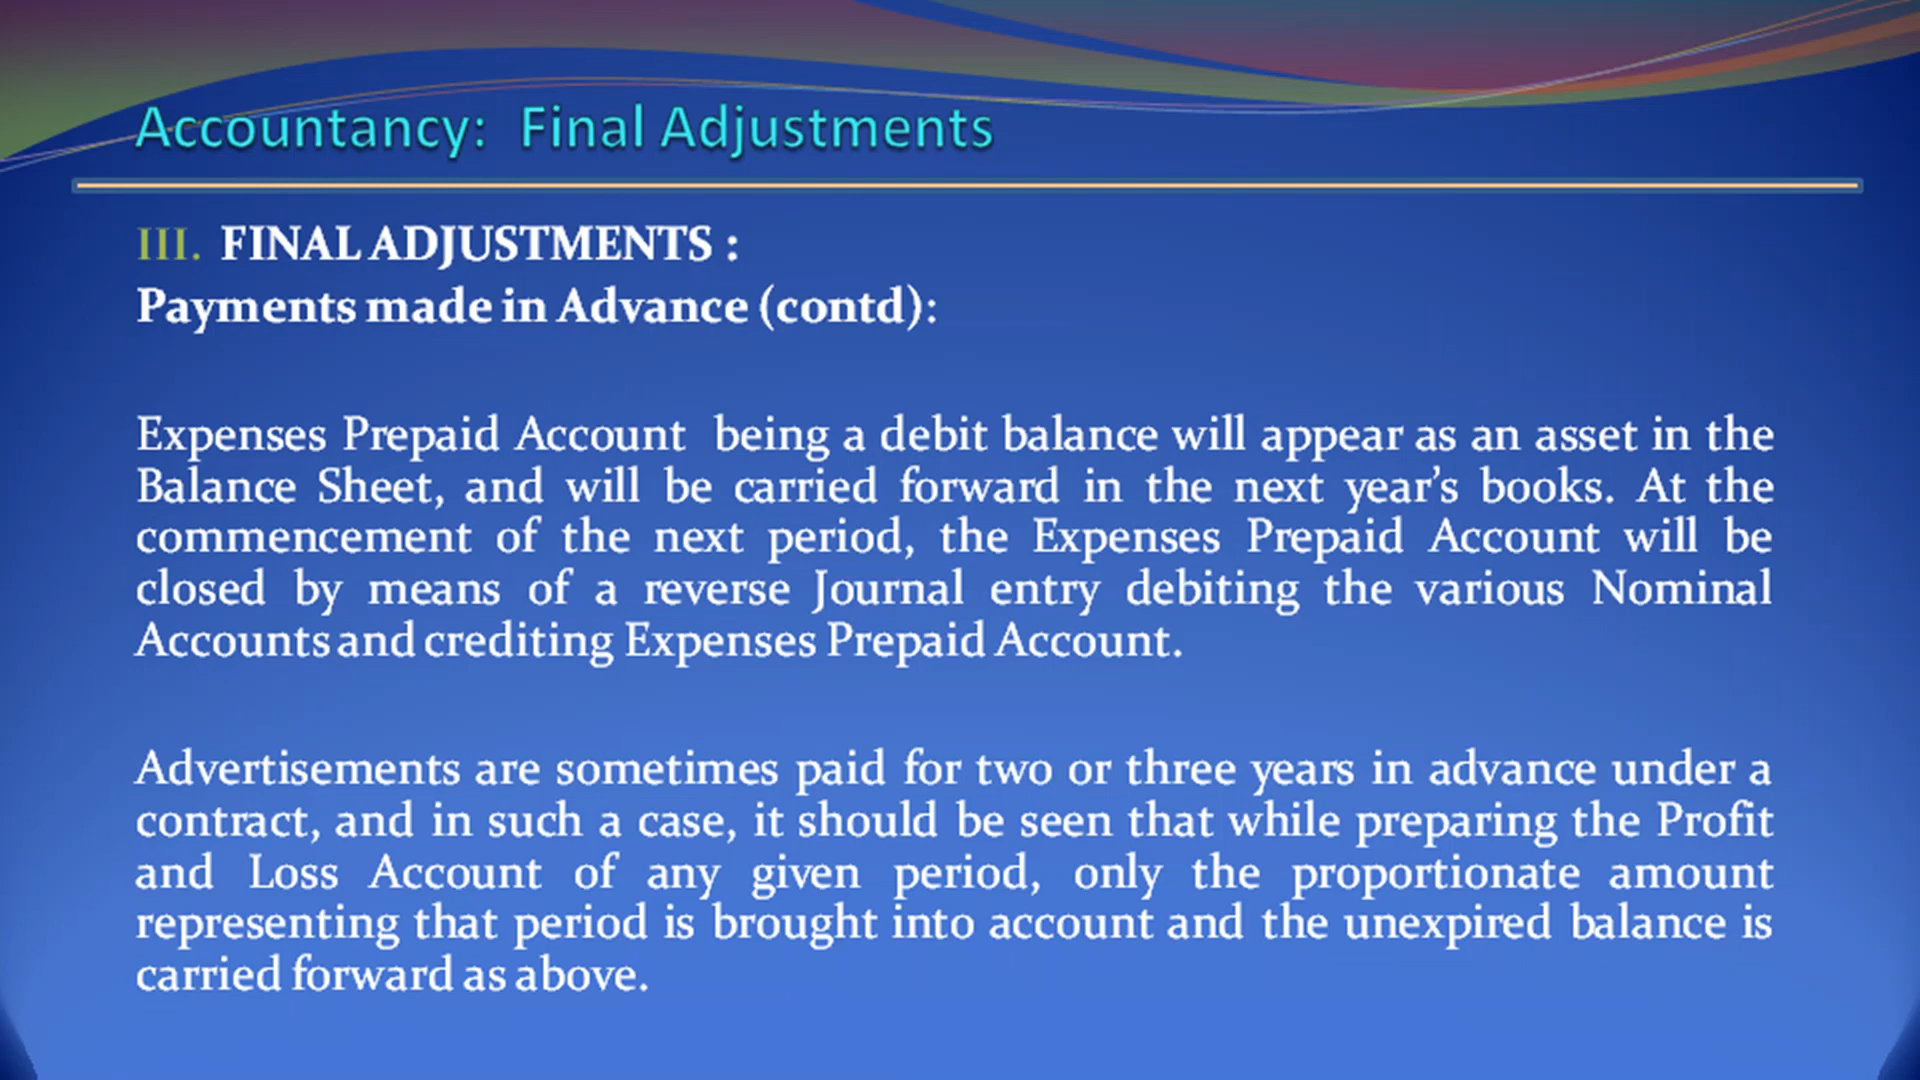 Accountancy: Final Adjustments
III. FINAL ADJUSTMENTS :
Payments made in Advance (contd):
Expenses Prepaid Account being a debit balance will appear as an asset in the
Balance Sheet, and will be carried forward in the next year’s books. At the
commencement of the next period, the Expenses Prepaid Account will be
closed by means of a reverse Journal entry debiting the various Nominal
Accounts and crediting Expenses Prepaid Account.
Advertisements are sometimes paid for two or three years in advance under a
contract, and in such a case, it should be seen that while preparing the Profit
and Loss Account of any given period, only the proportionate amount
representing that period is brought into account and the unexpired balance is
carried forward as above.